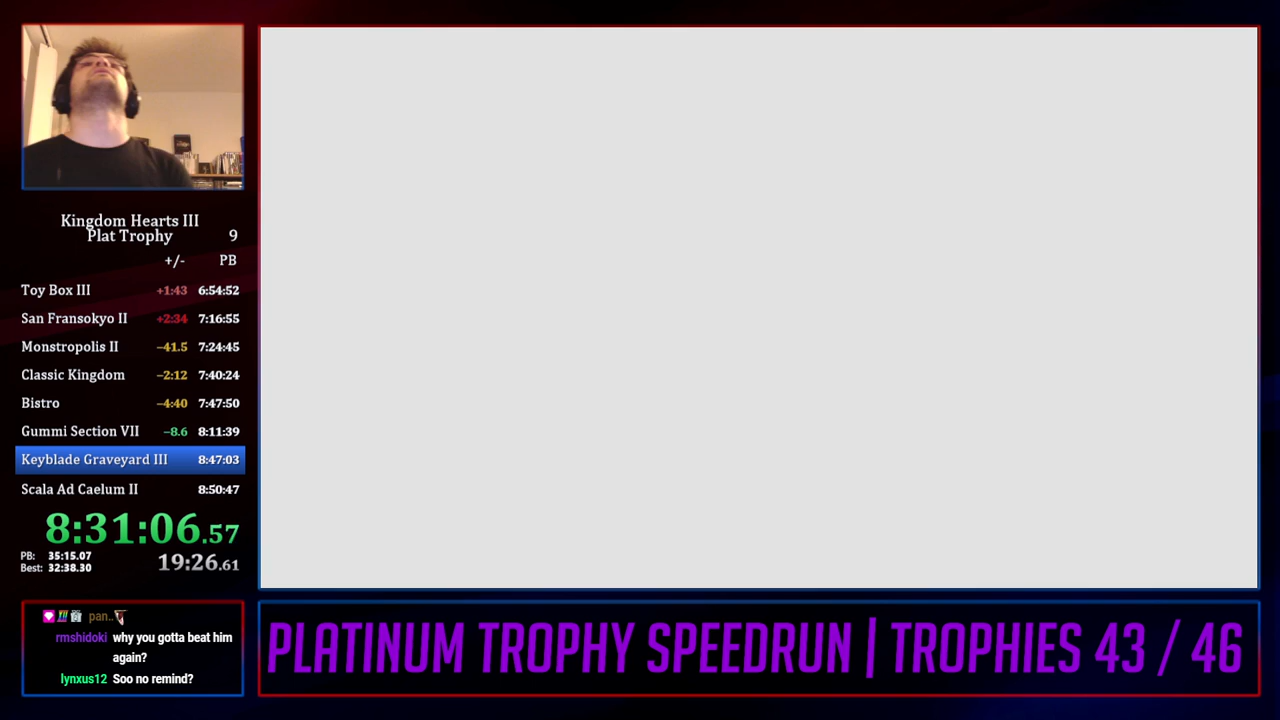 Kingdom Hearts III
Plat Trophy 9
+/- PB
Toy Box III +1:43 6:54:52
San Fransokyo II +2:34 7:16:55
Monstropolis II −41.5 7:24:45
Classic Kingdom −2:12 7:40:24
Bistro −4:40 7:47:50
Gummi Section VII −8.6 8:11:39
Keyblade Graveyard III 8:47:03
Scala Ad Caelum II 8:50:47
8:31:06.57
PB: 35:15.07
Best: 32:38.30
19:26.61
pan..
rmshidoki why you gotta beat him
again?
lynxus12 Soo no remind?
PLATINUM TROPHY SPEEDRUN | TROPHIES 43 / 46